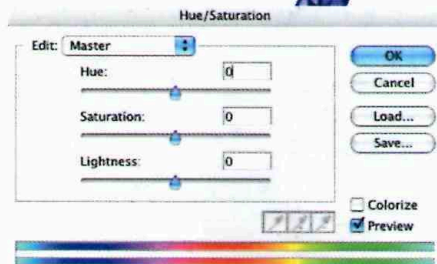 Hue/Saturation
Edit: Master
Hue: 0
Saturation: 0
Lightness: 0
OK
Cancel
Load...
Save...
Colorize
Preview